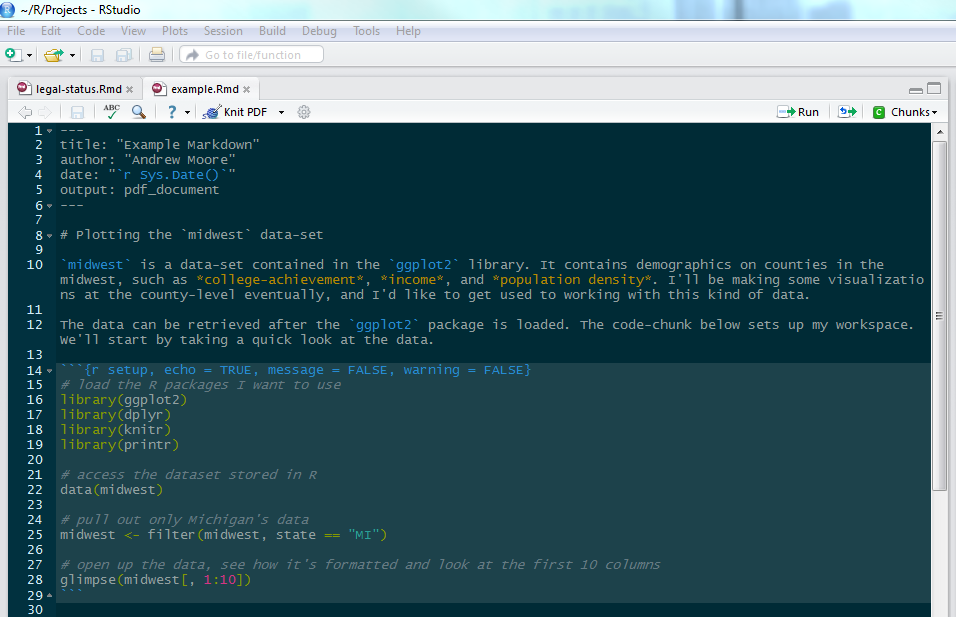 ~/R/Projects - RStudio
File Edit Code View Plots Session Build Debug Tools Help
Go to file/function
legal-status.Rmd example.Rmd
ABC ? Knit PDF Run C Chunks
1 ---
2 title: "Example Markdown"
3 author: "Andrew Moore"
4 date: "`r Sys.Date()`"
5 output: pdf_document
6 ---
7
8 # Plotting the `midwest` data-set
9
10 `midwest` is a data-set contained in the `ggplot2` library. It contains demographics on counties in the
midwest, such as *college-achievement*, *income*, and *population density*. I'll be making some visualizatio
ns at the county-level eventually, and I'd like to get used to working with this kind of data.
11
12 The data can be retrieved after the `ggplot2` package is loaded. The code-chunk below sets up my workspace.
We'll start by taking a quick look at the data.
13
14 ```{r setup, echo = TRUE, message = FALSE, warning = FALSE}
15 # load the R packages I want to use
16 library(ggplot2)
17 library(dplyr)
18 library(knitr)
19 library(printr)
20
21 # access the dataset stored in R
22 data(midwest)
23
24 # pull out only Michigan's data
25 midwest <- filter(midwest, state == "MI")
26
27 # open up the data, see how it's formatted and look at the first 10 columns
28 glimpse(midwest[, 1:10])
29 ```
30